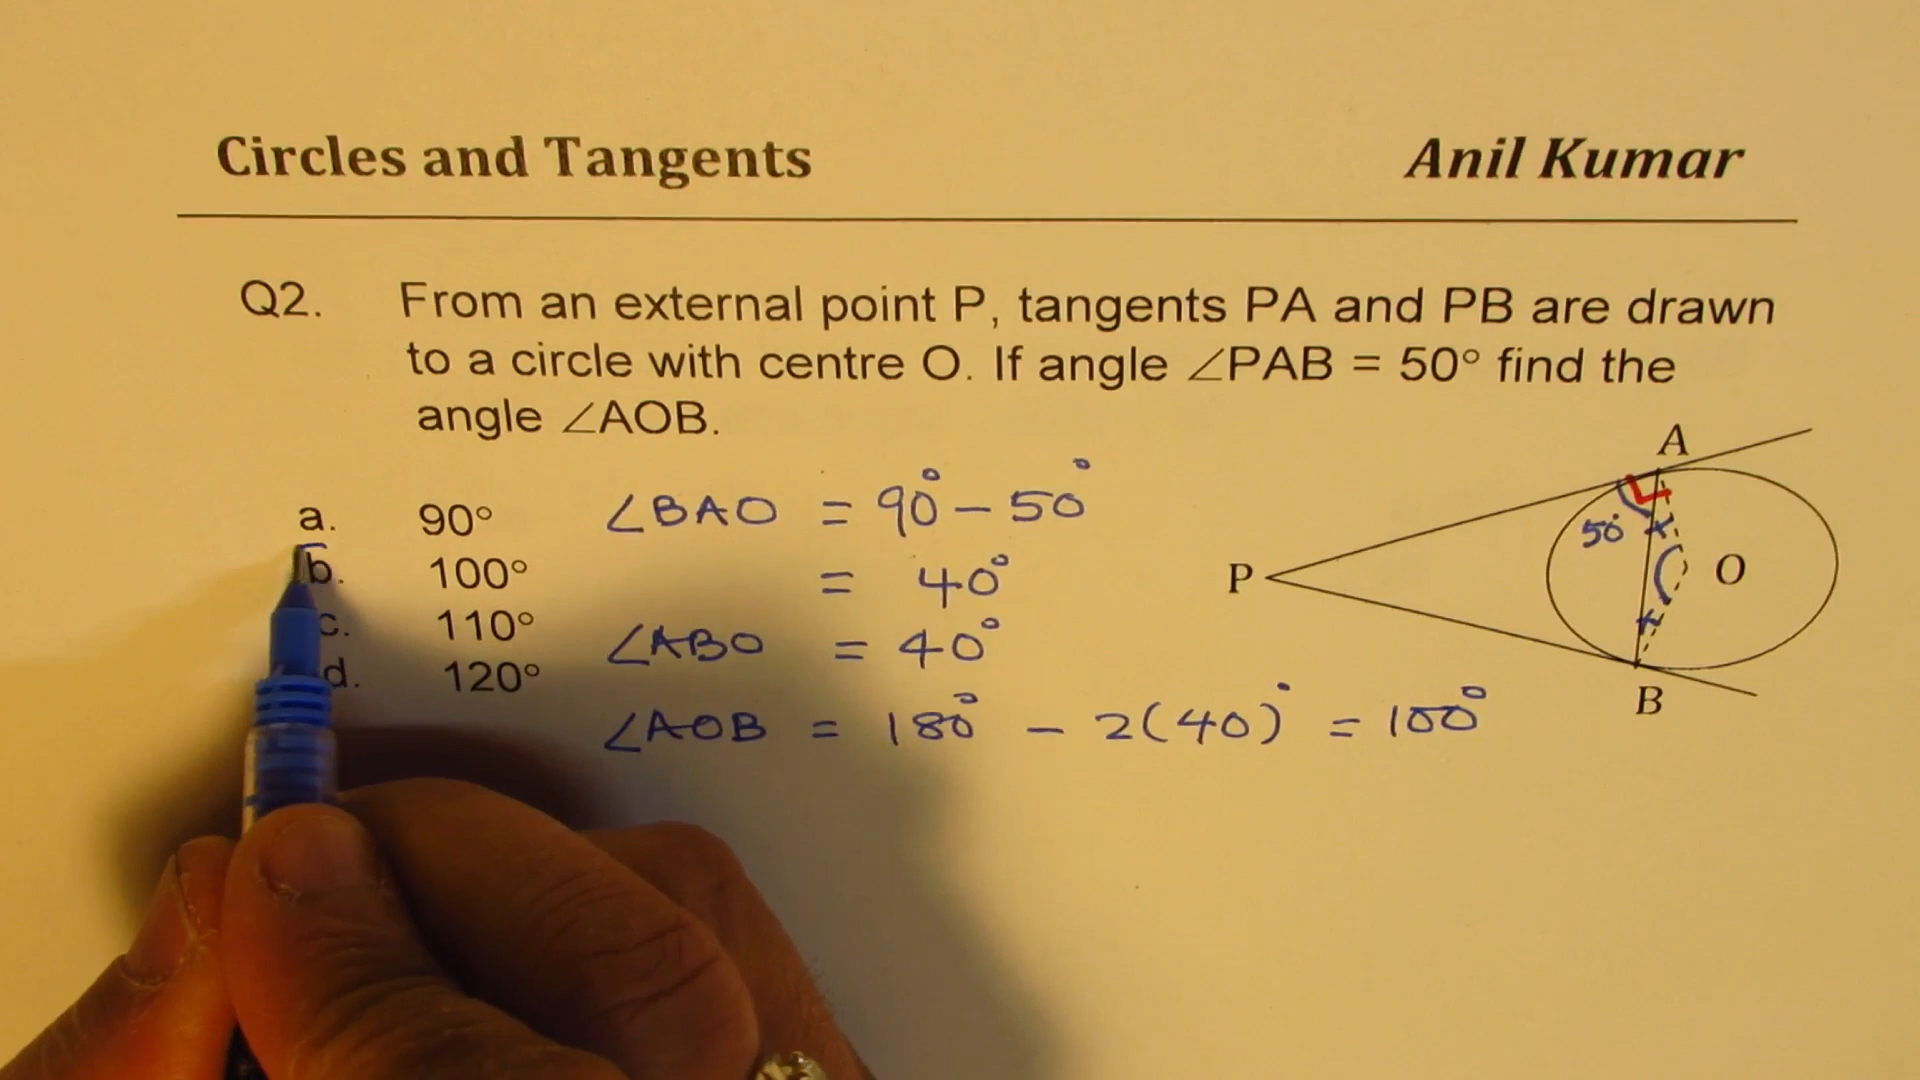 Circles and Tangents Anil Kumar
Q2. From an external point P, tangents PA and PB are drawn
to a circle with centre O. If angle ∠PAB = 50° find the
angle ∠AOB.
a. 90°
b. 100°
c. 110°
d. 120°
∠BAO = 90° - 50°
= 40°
∠ABO = 40°
∠AOB = 180° - 2(40)° = 100°
A
50°
x
P
O
x
B